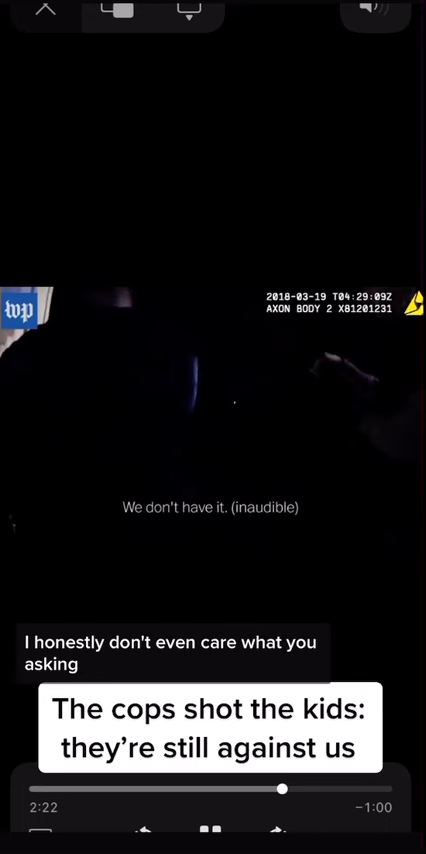 wp
2018-03-19 T04:29:09Z
AXON BODY 2 X81201231
We don't have it. (inaudible)
I honestly don't even care what you
asking
The cops shot the kids:
they’re still against us
2:22
−1:00